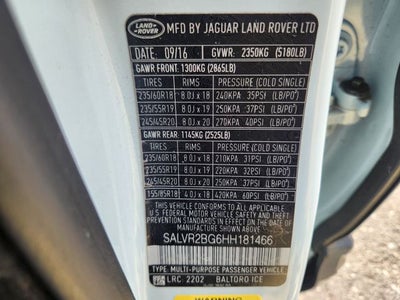 LAND-
ROVER
MFD BY JAGUAR LAND ROVER LTD
DATE: 09/16 GVWR: 2350KG (5180LB)
GAWR FRONT: 1300KG (2865LB)
TIRES RIMS PRESSURE (COLD SINGLE)
235/60R18 8.0J x 18 240KPA 35PSI (LB/PO²)
235/55R19 8.0J x 19 250KPA 37PSI (LB/PO²)
245/45R20 8.0J x 20 270KPA 40PSI (LB/PO²)
GAWR REAR: 1145KG (2525LB)
TIRES RIMS PRESSURE (COLD SINGLE)
235/60R18 8.0J x 18 210KPA 31PSI (LB/PO²)
235/55R19 8.0J x 19 220KPA 32PSI (LB/PO²)
245/45R20 8.0J x 20 250KPA 37PSI (LB/PO²)
155/85R18 4.0J x 18 420KPA 60PSI (LB/PO²)
THIS VEHICLE CONFORMS TO ALL APPLICABLE
U.S. FEDERAL MOTOR VEHICLE SAFETY, BUMPER,
AND THEFT PREVENTION STANDARDS IN
EFFECT ON THE DATE OF
MANUFACTURE SHOWN ABOVE
SALVR2BG6HH181466
TYPE: MULTI-PURPOSE PASSENGER VEHICLE
LRC 2202 BALTORO ICE